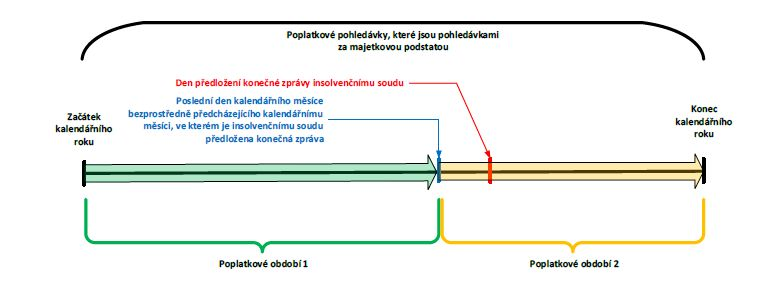 Poplatkové pohledávky, které jsou pohledávkami
za majetkovou podstatou
Den předložení konečné zprávy insolvenčnímu soudu
Poslední den kalendářního měsíce
bezprostředně předcházejícího kalendářnímu
měsíci, ve kterém je insolvenčnímu soudu
předložena konečná zpráva
Začátek
kalendářního
roku
Konec
kalendářního
roku
Poplatkové období 1
Poplatkové období 2